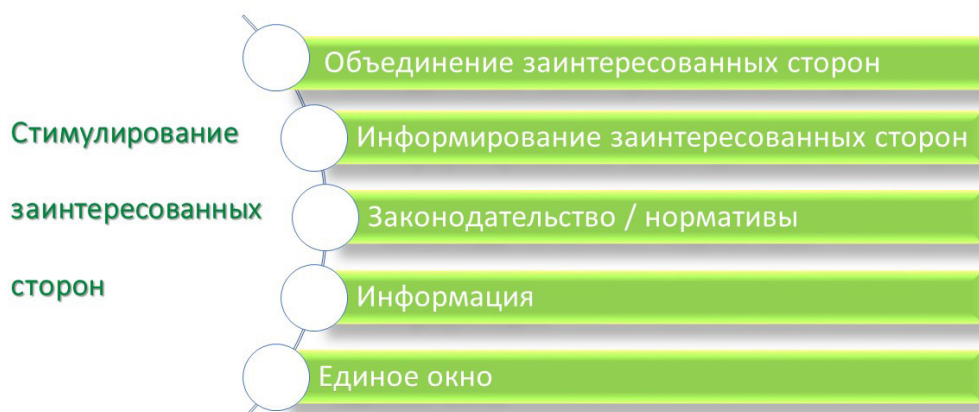 Стимулирование
заинтересованных
сторон
Объединение заинтересованных сторон
Информирование заинтересованных сторон
Законодательство / нормативы
Информация
Единое окно